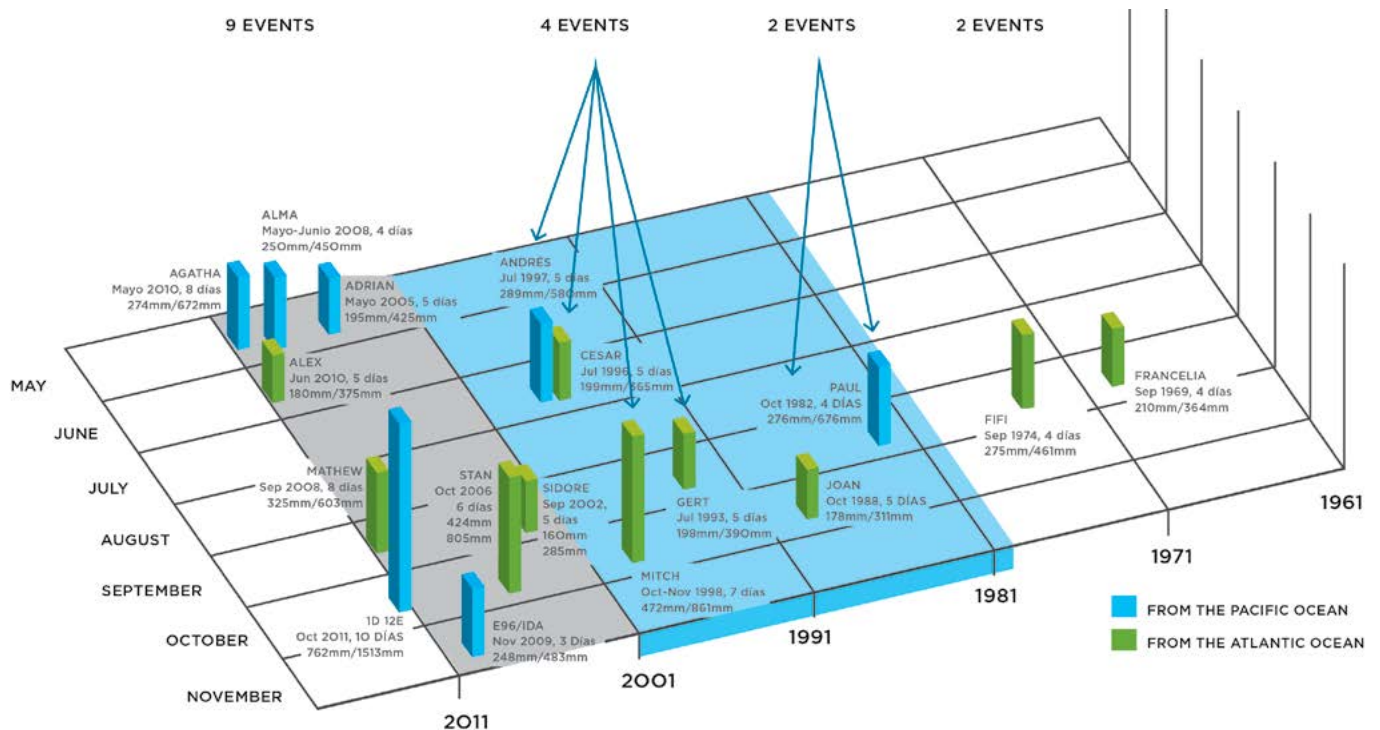 9 EVENTS
4 EVENTS
2 EVENTS
2 EVENTS
ALMA
Mayo-Junio 2008, 4 días
250mm/450mm
AGATHA
Mayo 2010, 8 días
274mm/672mm
ADRIAN
Mayo 2005, 5 días
195mm/425mm
ANDRÉS
Jul 1997, 5 días
289mm/580mm
ALEX
Jun 2010, 5 días
180mm/375mm
CESAR
Jul 1996, 5 días
199mm/365mm
PAUL
Oct 1982, 4 DÍAS
276mm/676mm
FRANCELIA
Sep 1969, 4 días
210mm/364mm
FIFI
Sep 1974, 4 días
275mm/461mm
MATHEW
Sep 2008, 8 días
325mm/603mm
STAN
Oct 2006
6 días
424mm
805mm
SIDORE
Sep 2002,
5 días
160mm
285mm
GERT
Jul 1993, 5 días
198mm/390mm
JOAN
Oct 1988, 5 DÍAS
178mm/311mm
MITCH
Oct-Nov 1998, 7 días
472mm/861mm
1D 12E
Oct 2011, 10 DÍAS
762mm/1513mm
E96/IDA
Nov 2009, 3 Días
248mm/483mm
MAY
JUNE
JULY
AUGUST
SEPTEMBER
OCTOBER
NOVEMBER
2011
2001
1991
1981
1971
1961
FROM THE PACIFIC OCEAN
FROM THE ATLANTIC OCEAN